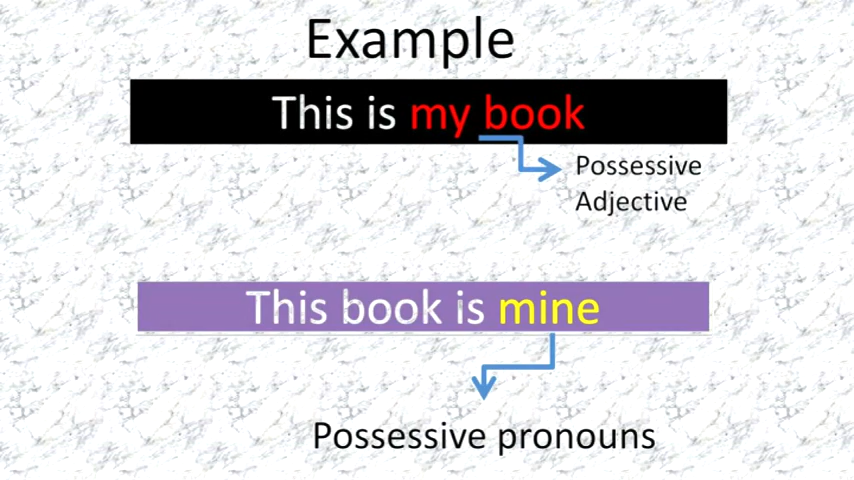 Example
This is my book
Possessive
Adjective
This book is mine
Possessive pronouns